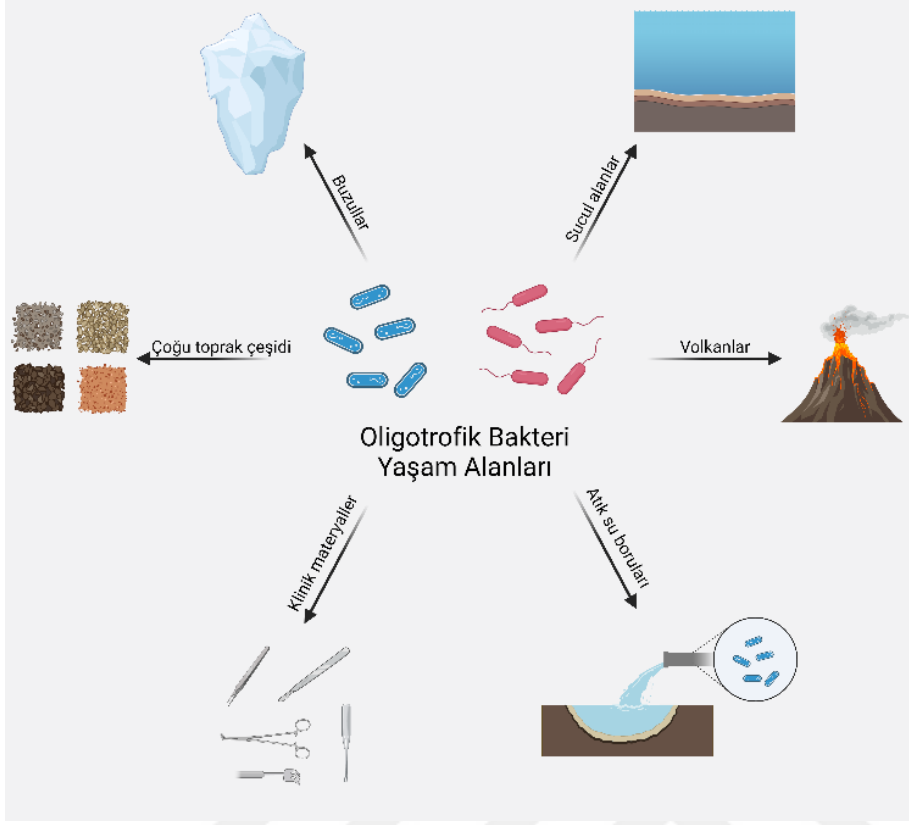 Buzullar
Sucul alanlar
Çoğu toprak çeşidi
Volkanlar
Oligotrofik Bakteri
Yaşam Alanları
Klinik materyaller
Atık su boruları